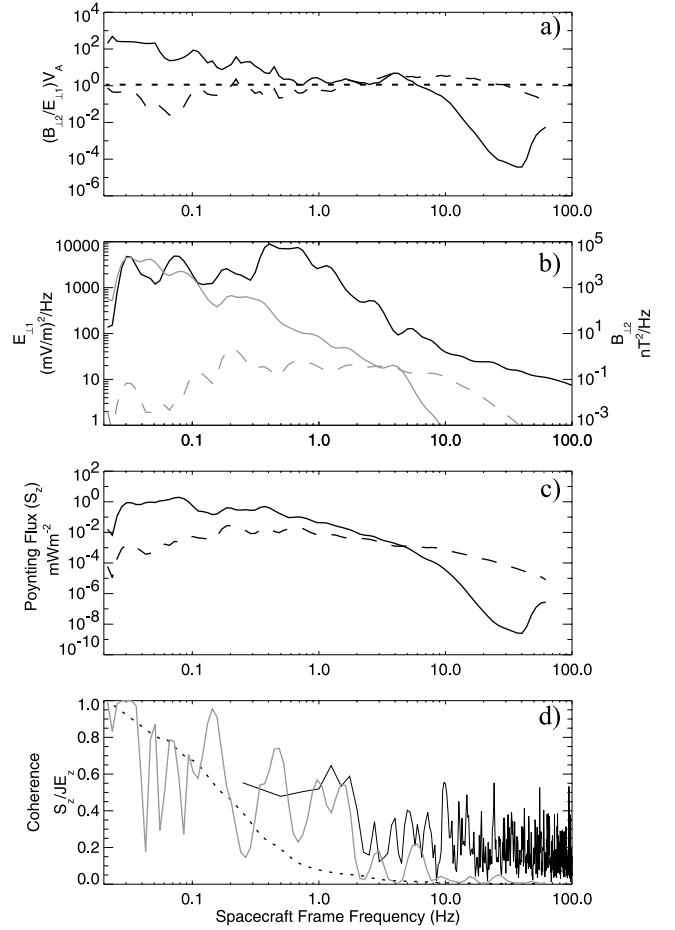 a)
(B⊥2/E⊥1)V_A
10^4
10^2
10^0
10^-2
10^-4
10^-6
0.1 1.0 10.0 100.0
b)
E⊥1
(mV/m)^2/Hz
10000
1000
100
10
1
10^5
10^3
10^1
10^-1
10^-3
B⊥2
nT^2/Hz
0.1 1.0 10.0 100.0
c)
Poynting Flux (S_z)
mWm^-2
10^2
10^0
10^-2
10^-4
10^-6
10^-8
10^-10
0.1 1.0 10.0 100.0
d)
Coherence
S_z/JE_z
1.0
0.8
0.6
0.4
0.2
0.0
0.1 1.0 10.0 100.0
Spacecraft Frame Frequency (Hz)